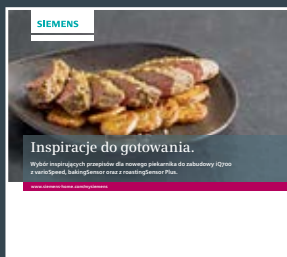 SIEMENS
Inspiracje do gotowania.
Wybór inspirujących przepisów dla nowego piekarnika do zabudowy iQ700
z varioSpeed, bakingSensor oraz z roastingSensor Plus.
www.siemens-home.com/mysiemens